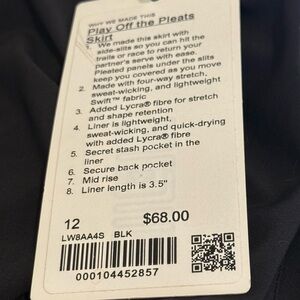 WHY WE MADE THIS
Play Off the Pleats
Skirt
1. We made this skirt with
side-slits so you can hit the
trails or race to return your
partner's serve with ease.
Pleated panels under the slits
keep you covered as you move
2. Made with four-way stretch,
sweat-wicking, and lightweight
Swift™ fabric
3. Added Lycra® fibre for stretch
and shape retention
4. Liner is lightweight,
sweat-wicking, and quick-drying
with added Lycra® fibre
5. Secret stash pocket in the
liner
6. Secure back pocket
7. Mid rise
8. Liner length is 3.5"
12 $68.00
LW8AA4S BLK
000104452857